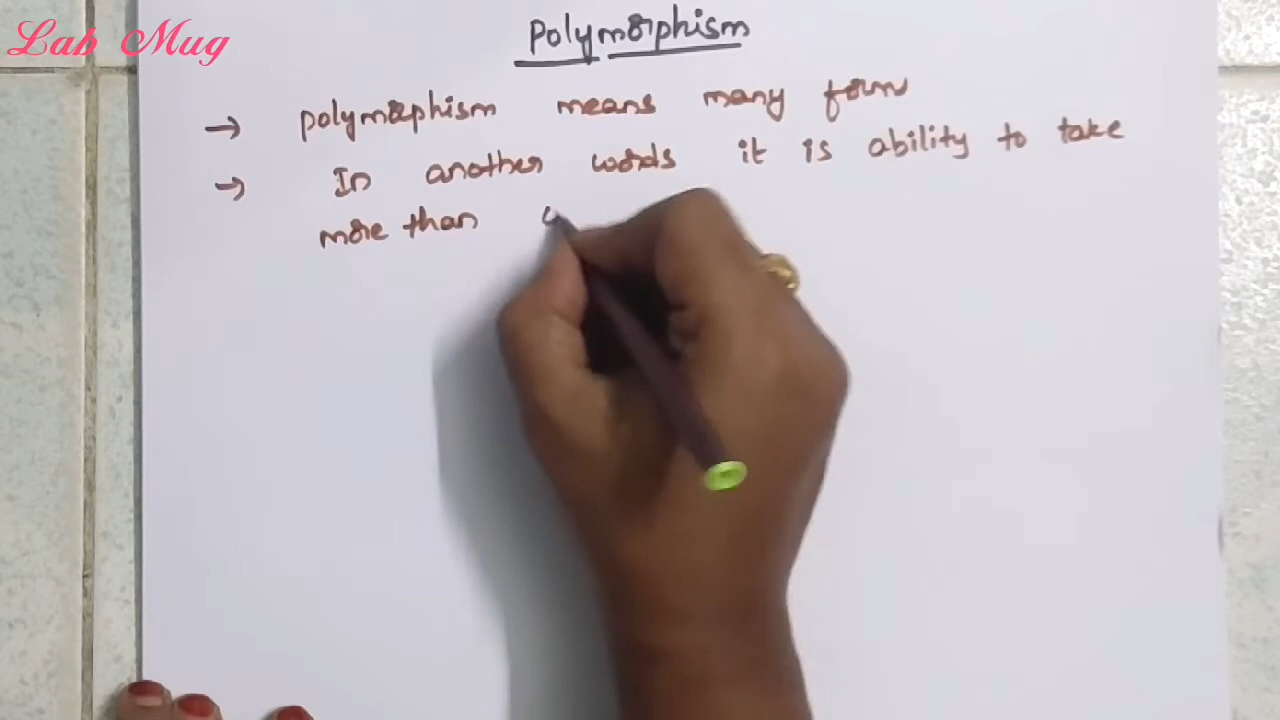 Lab Mug
Polymorphism
→ polymorphism means many form
→ In another words it is ability to take
more than